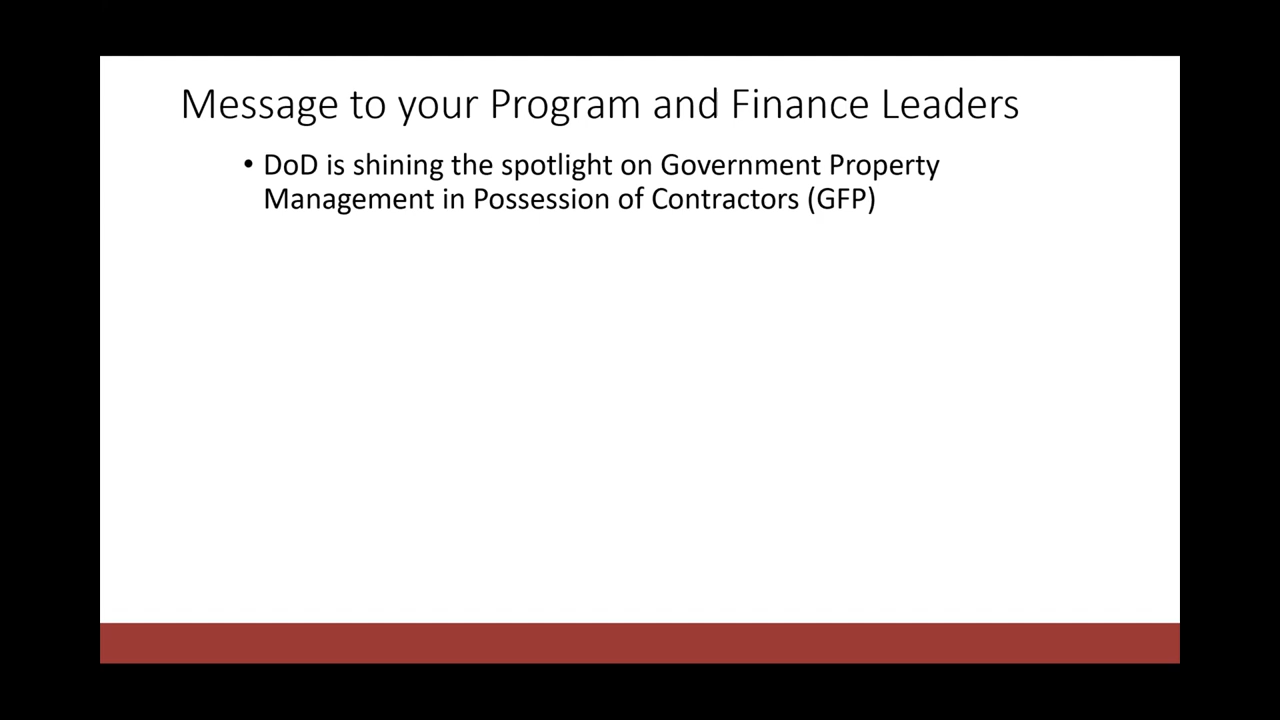 Message to your Program and Finance Leaders
• DoD is shining the spotlight on Government Property
Management in Possession of Contractors (GFP)